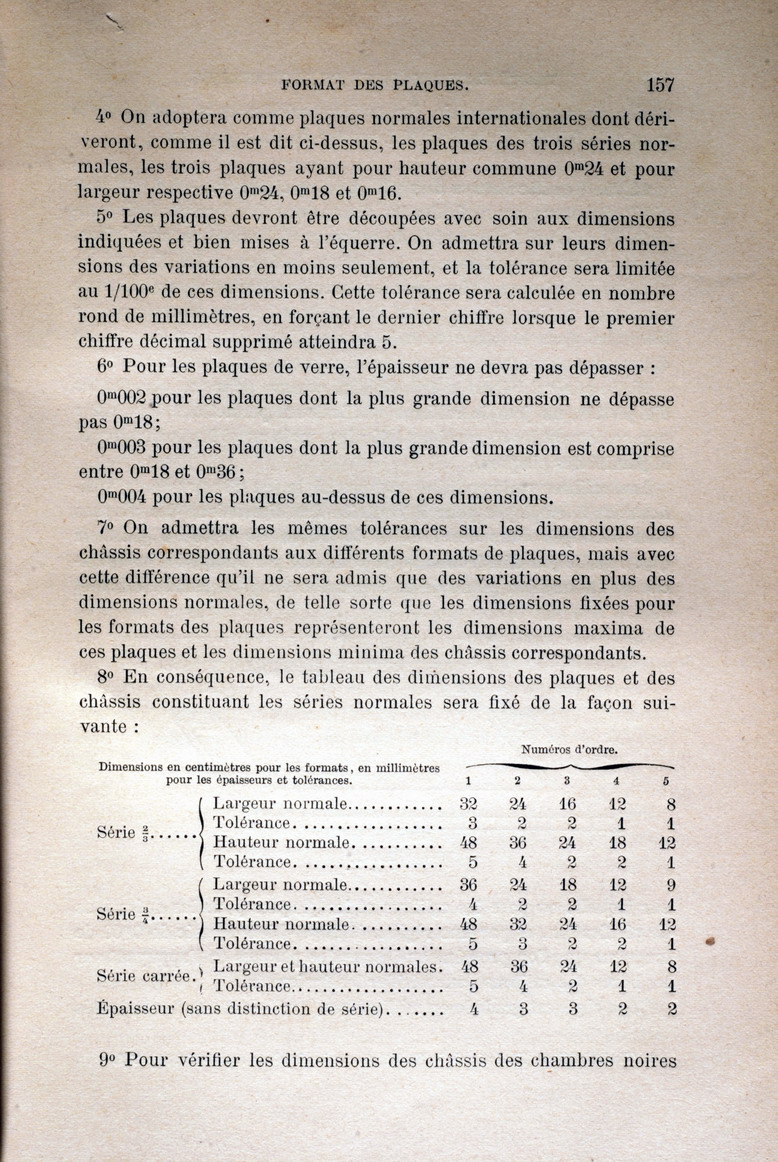 FORMAT DES PLAQUES. 157
4º On adoptera comme plaques normales internationales dont déri-
veront, comme il est dit ci-dessus, les plaques des trois séries nor-
males, les trois plaques ayant pour hauteur commune 0ᵐ24 et pour
largeur respective 0ᵐ24, 0ᵐ18 et 0ᵐ16.
5º Les plaques devront être découpées avec soin aux dimensions
indiquées et bien mises à l'équerre. On admettra sur leurs dimen-
sions des variations en moins seulement, et la tolérance sera limitée
au 1/100ᵉ de ces dimensions. Cette tolérance sera calculée en nombre
rond de millimètres, en forçant le dernier chiffre lorsque le premier
chiffre décimal supprimé atteindra 5.
6º Pour les plaques de verre, l'épaisseur ne devra pas dépasser :
0ᵐ002 pour les plaques dont la plus grande dimension ne dépasse
pas 0ᵐ18;
0ᵐ003 pour les plaques dont la plus grande dimension est comprise
entre 0ᵐ18 et 0ᵐ36;
0ᵐ004 pour les plaques au-dessus de ces dimensions.
7º On admettra les mêmes tolérances sur les dimensions des
châssis correspondants aux différents formats de plaques, mais avec
cette différence qu'il ne sera admis que des variations en plus des
dimensions normales, de telle sorte que les dimensions fixées pour
les formats des plaques représenteront les dimensions maxima de
ces plaques et les dimensions minima des châssis correspondants.
8º En conséquence, le tableau des dimensions des plaques et des
châssis constituant les séries normales sera fixé de la façon sui-
vante :
Numéros d'ordre.
Dimensions en centimètres pour les formats, en millimètres
pour les épaisseurs et tolérances. 1 2 3 4 5
Série 2/3......
Largeur normale............ 32 24 16 12 8
Tolérance.................. 3 2 2 1 1
Hauteur normale........... 48 36 24 18 12
Tolérance.................. 5 4 2 2 1
Série 3/4......
Largeur normale............ 36 24 18 12 9
Tolérance.................. 4 2 2 1 1
Hauteur normale........... 48 32 24 16 12
Tolérance.................. 5 3 2 2 1
Série carrée.
Largeur et hauteur normales. 48 36 24 12 8
Tolérance.................. 5 4 2 1 1
Épaisseur (sans distinction de série)....... 4 3 3 2 2
9º Pour vérifier les dimensions des châssis des chambres noires